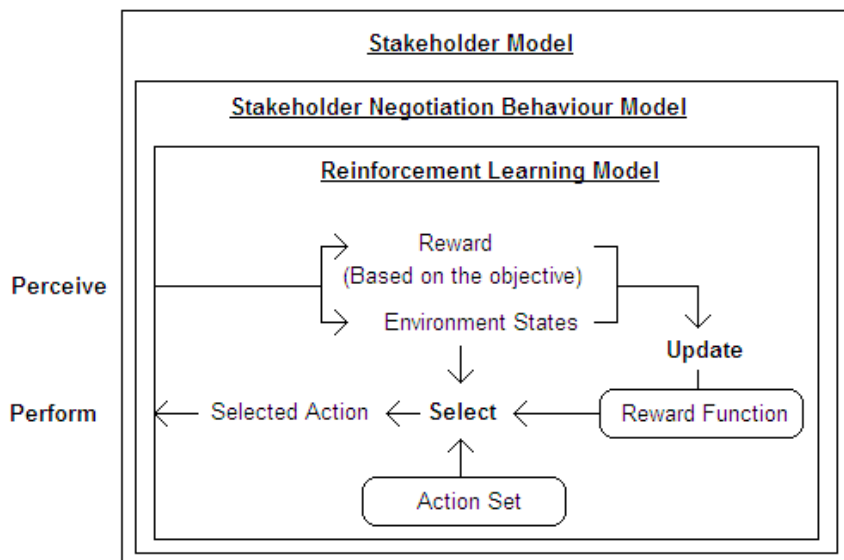 Stakeholder Model
Stakeholder Negotiation Behaviour Model
Reinforcement Learning Model
Reward
(Based on the objective)
Perceive
Environment States
Update
Perform
Selected Action
Select
Reward Function
Action Set